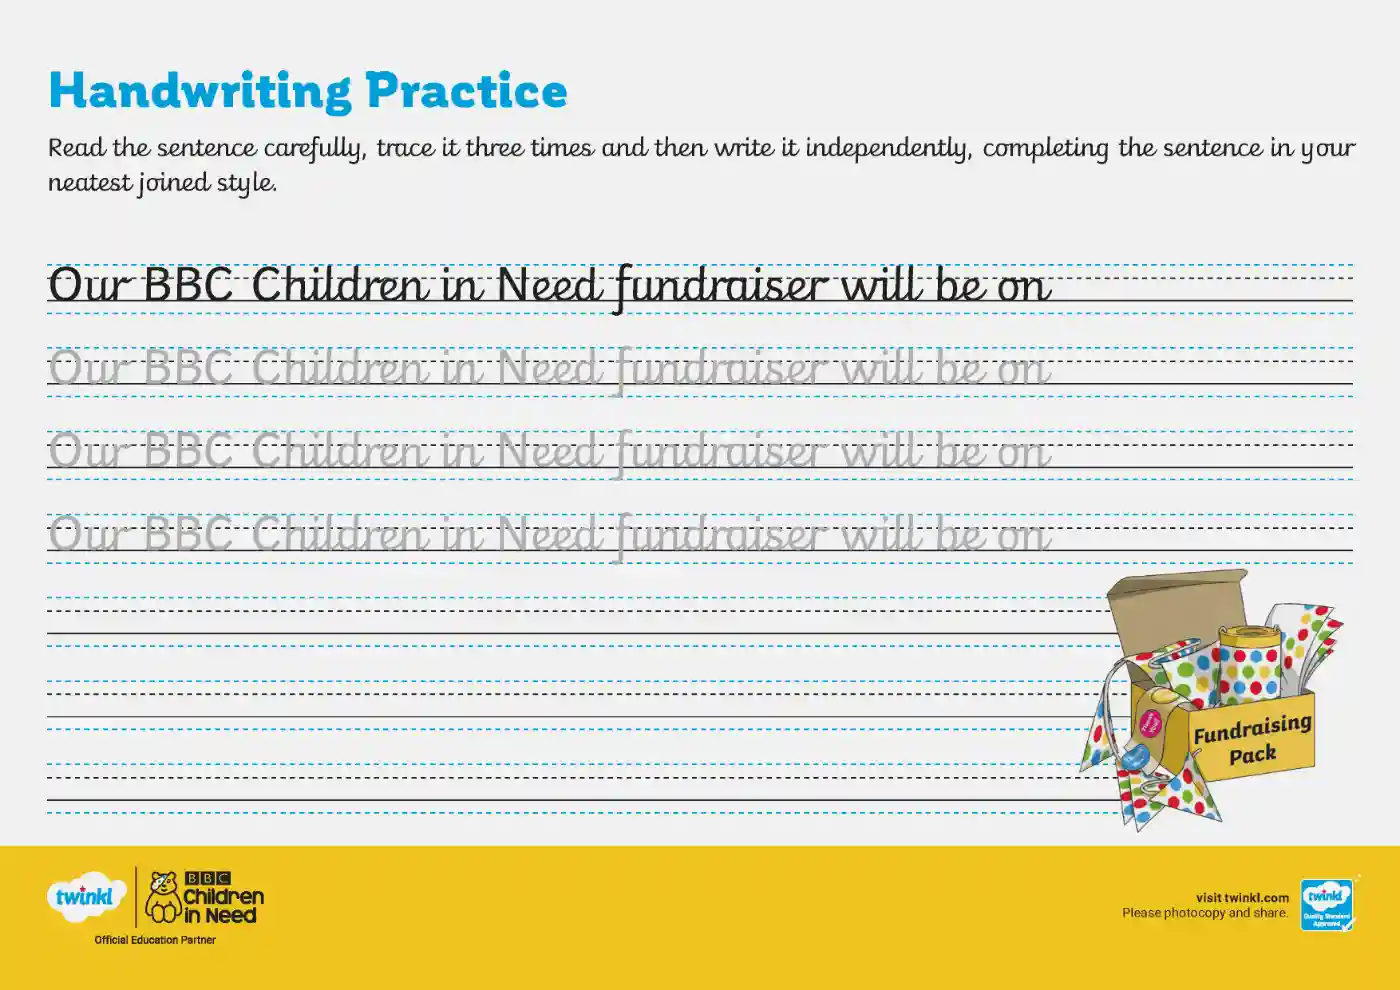 Handwriting Practice
Read the sentence carefully, trace it three times and then write it independently, completing the sentence in your
neatest joined style.
Our BBC Children in Need fundraiser will be on
Our BBC Children in Need fundraiser will be on
Our BBC Children in Need fundraiser will be on
Our BBC Children in Need fundraiser will be on
Fundraising
Pack
twinkl
BBC
Children
in Need
Official Education Partner
visit twinkl.com
Please photocopy and share.
twinkl
Quality Standard
Approved